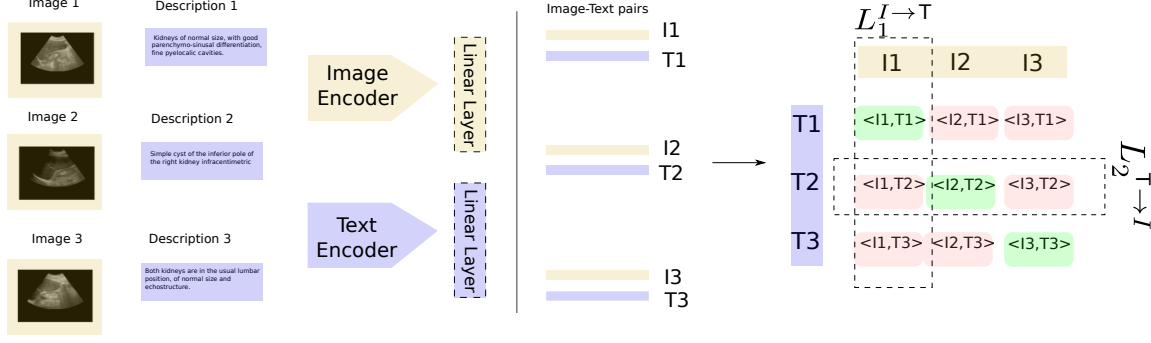 Image 1
Description 1
Kidneys of normal size, with good
parenchymo-sinusal differentiation,
fine pyelocalic cavities.
Image 2
Description 2
Simple cyst of the inferior pole of
the right kidney infracentimetric
Image 3
Description 3
Both kidneys are in the usual lumbar
position, of normal size and
echostructure.
Image
Encoder
Linear Layer
Text
Encoder
Linear Layer
Image-Text pairs
I1
T1
I2
T2
I3
T3
L₁^{I→T}
I1 I2 I3
T1 <I1,T1> <I2,T1> <I3,T1>
T2 <I1,T2> <I2,T2> <I3,T2>
T3 <I1,T3> <I2,T3> <I3,T3>
L₂^{T→I}